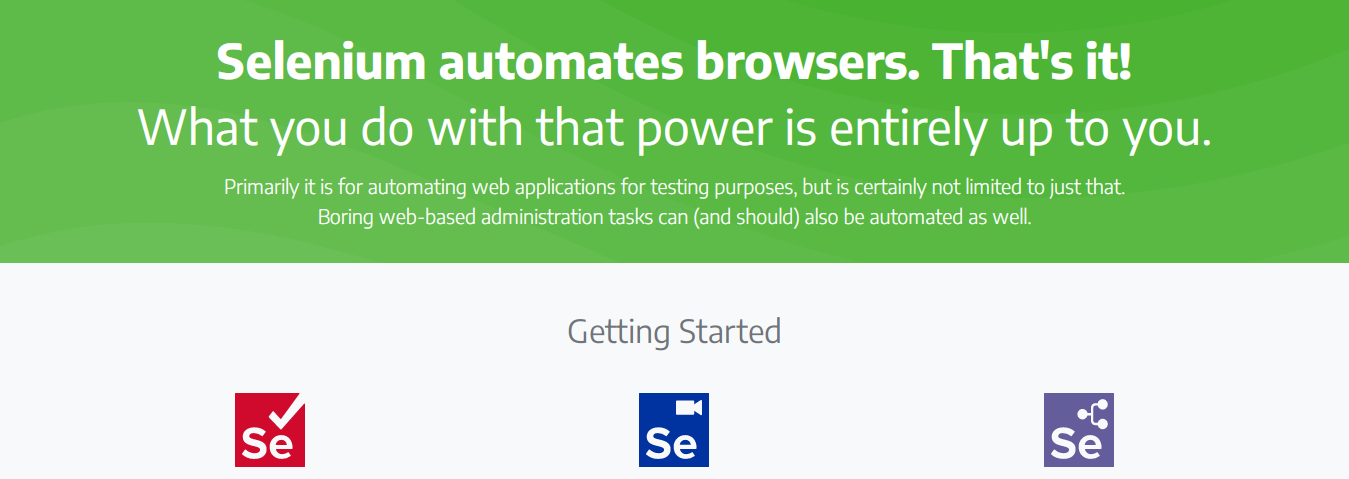 Selenium automates browsers. That's it!
What you do with that power is entirely up to you.
Primarily it is for automating web applications for testing purposes, but is certainly not limited to just that.
Boring web-based administration tasks can (and should) also be automated as well.
Getting Started
Se
Se
Se